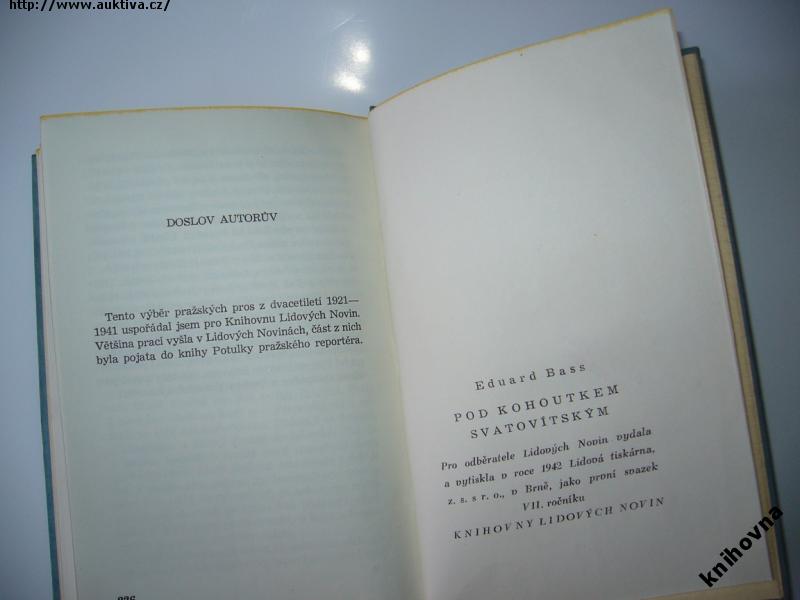 http://www.auktiva.cz/
DOSLOV AUTORŮV
Tento výběr pražských pros z dvacetiletí 1921—
1941 uspořádal jsem pro Knihovnu Lidových Novin.
Většina prací vyšla v Lidových Novinách, část z nich
byla pojata do knihy Potulky pražského reportéra.
Eduard Bass
POD KOHOUTKEM
SVATOVÍTSKÝM
Pro odběratele Lidových Novin vydala
a vytiskla v roce 1942 Lidová tiskárna,
z. s. s r. o., v Brně, jako první svazek
VII. ročníku
KNIHOVNY LIDOVÝCH NOVIN
knihovna